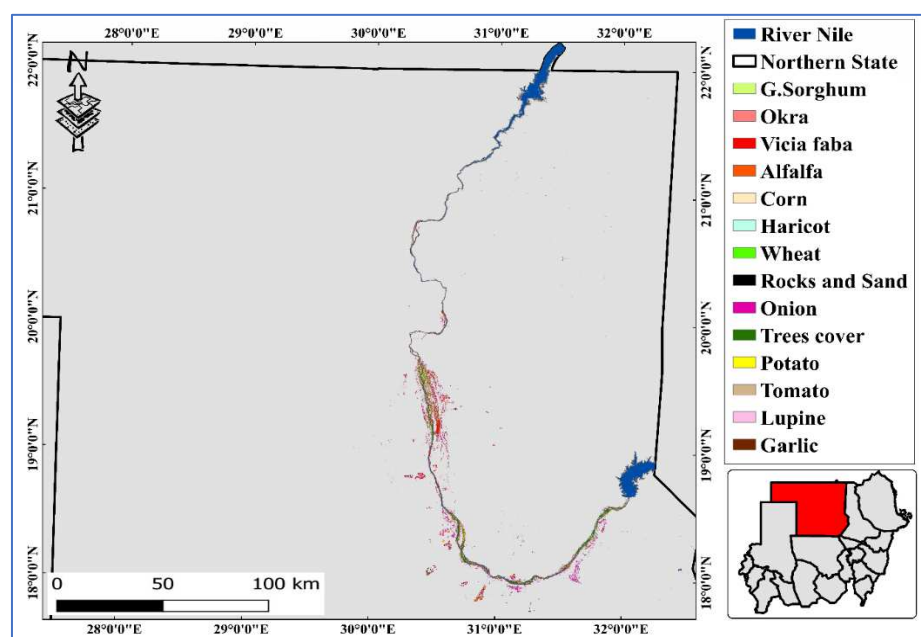 28°0'0"E 29°0'0"E 30°0'0"E 31°0'0"E 32°0'0"E
22°0'0"N
21°0'0"N
20°0'0"N
19°0'0"N
18°0'0"N
N
22°0'0"N
21°0'0"N
20°0'0"N
19°0'0"N
18°0'0"N
0 50 100 km
28°0'0"E 29°0'0"E 30°0'0"E 31°0'0"E 32°0'0"E
River Nile
Northern State
G.Sorghum
Okra
Vicia faba
Alfalfa
Corn
Haricot
Wheat
Rocks and Sand
Onion
Trees cover
Potato
Tomato
Lupine
Garlic